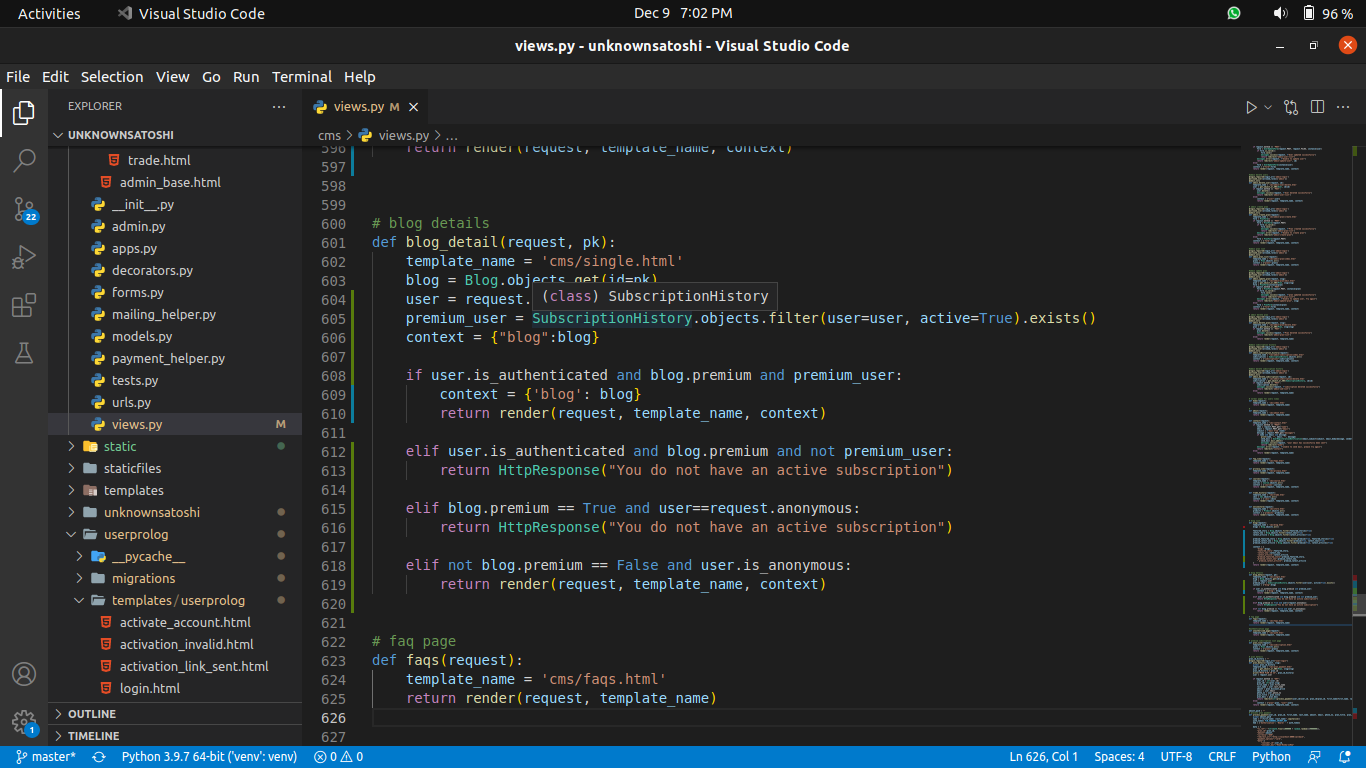 Activities
Visual Studio Code
Dec 9 7:02 PM
96 %
views.py - unknownsatoshi - Visual Studio Code
File Edit Selection View Go Run Terminal Help
EXPLORER
UNKNOWNSATOSHI
trade.html
admin_base.html
__init__.py
admin.py
apps.py
decorators.py
forms.py
mailing_helper.py
models.py
payment_helper.py
tests.py
urls.py
views.py M
static
staticfiles
templates
unknownsatoshi
userprolog
__pycache__
migrations
templates/userprolog
activate_account.html
activation_invalid.html
activation_link_sent.html
login.html
OUTLINE
TIMELINE
22
1
views.py M
cms > views.py > ...
596 return render(request, template_name, context)
597
598
599
600 # blog details
601 def blog_detail(request, pk):
602 template_name = 'cms/single.html'
603 blog = Blog.objects.get(id=pk)
604 user = request.
(class) SubscriptionHistory
605 premium_user = SubscriptionHistory.objects.filter(user=user, active=True).exists()
606 context = {"blog":blog}
607
608 if user.is_authenticated and blog.premium and premium_user:
609 context = {'blog': blog}
610 return render(request, template_name, context)
611
612 elif user.is_authenticated and blog.premium and not premium_user:
613 return HttpResponse("You do not have an active subscription")
614
615 elif blog.premium == True and user==request.anonymous:
616 return HttpResponse("You do not have an active subscription")
617
618 elif not blog.premium == False and user.is_anonymous:
619 return render(request, template_name, context)
620
621
622 # faq page
623 def faqs(request):
624 template_name = 'cms/faqs.html'
625 return render(request, template_name)
626
627
master* Python 3.9.7 64-bit ('venv': venv) 0 0
Ln 626, Col 1 Spaces: 4 UTF-8 CRLF Python